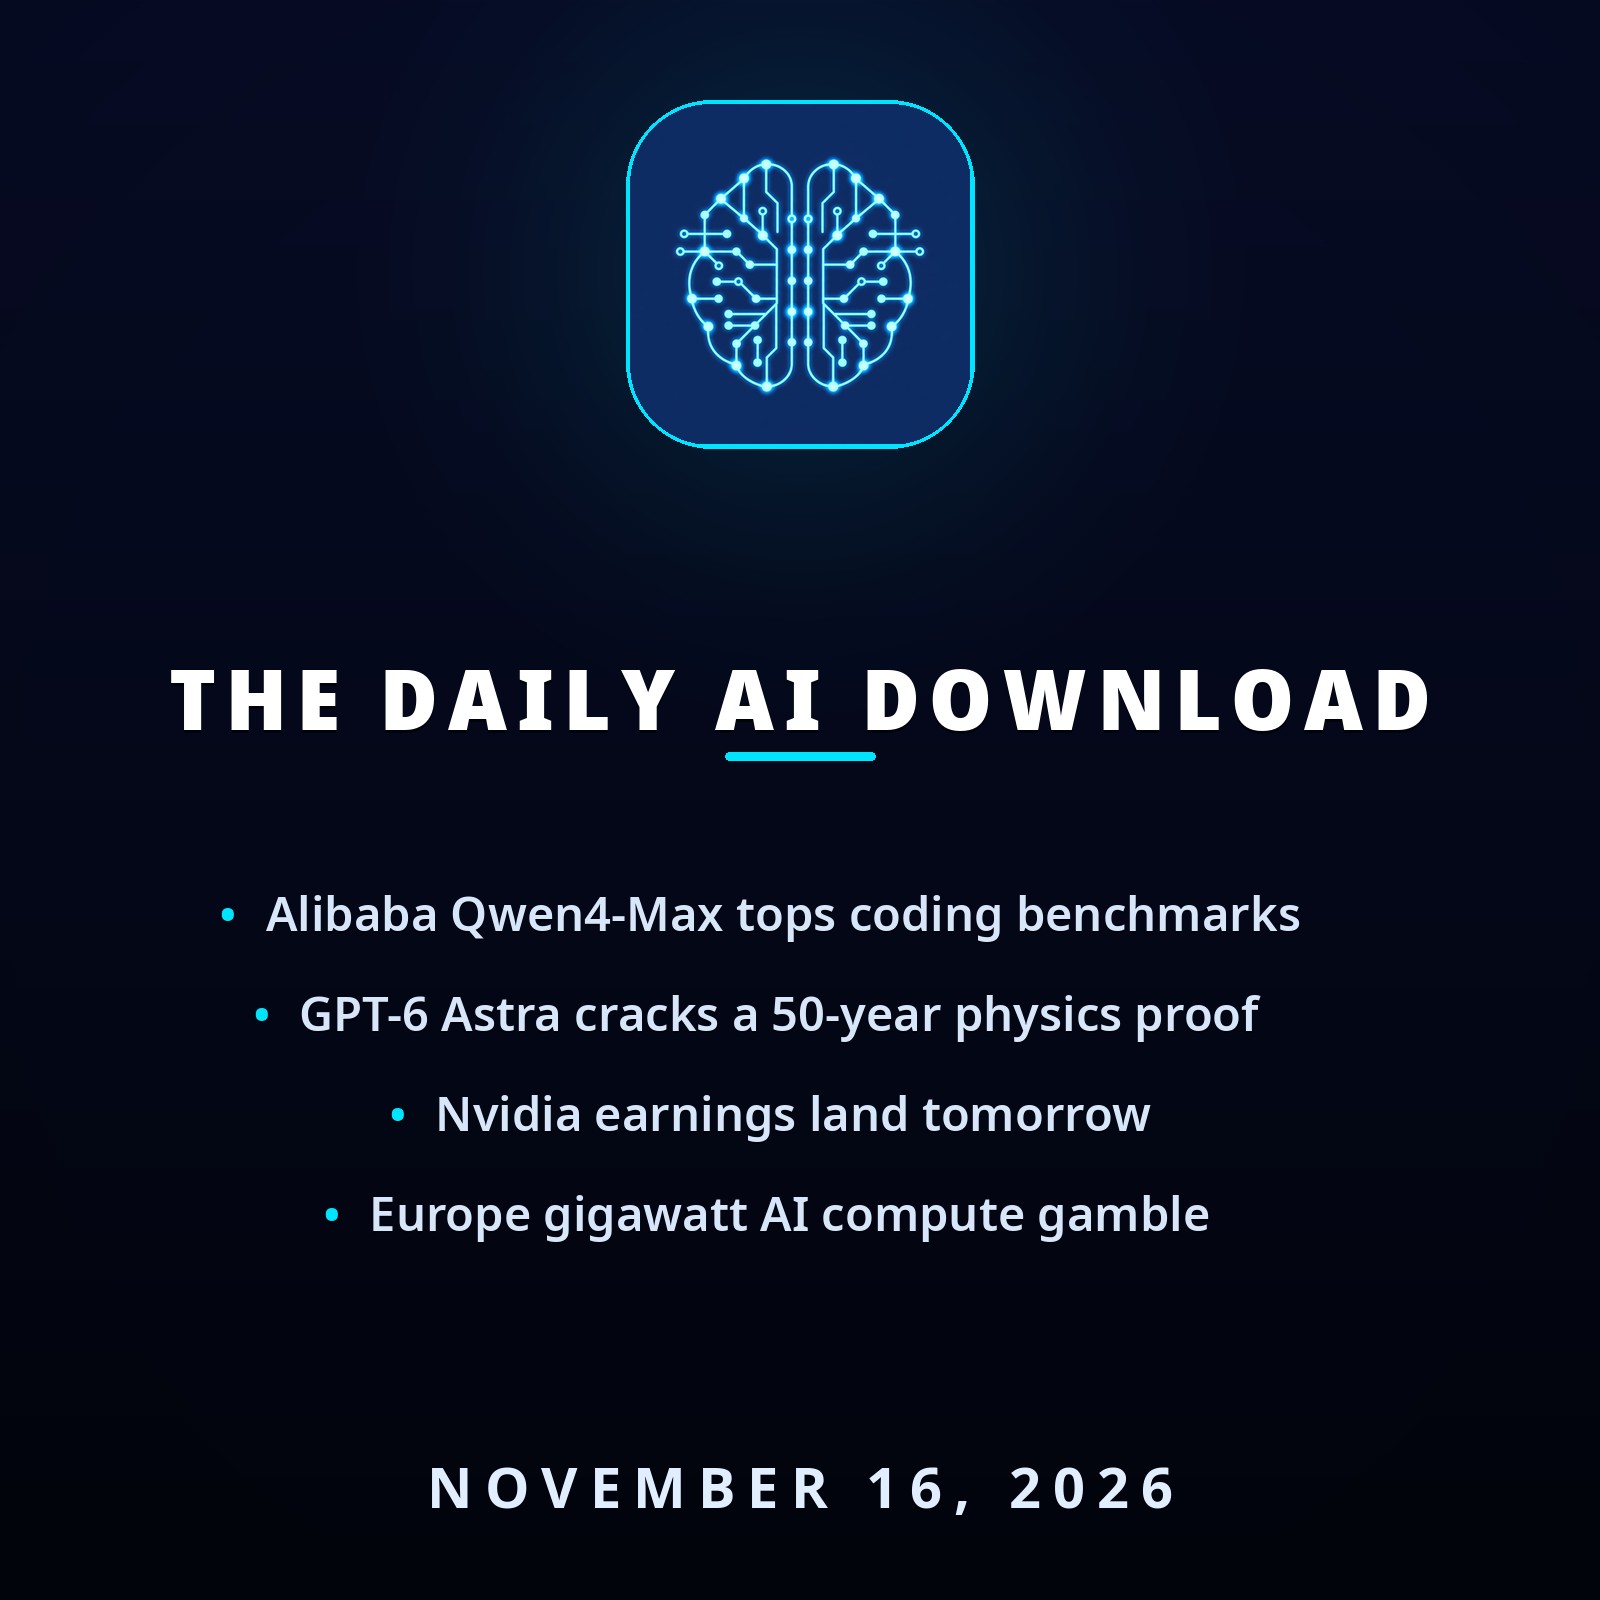 THE DAILY AI DOWNLOAD
• Alibaba Qwen4-Max tops coding benchmarks
• GPT-6 Astra cracks a 50-year physics proof
• Nvidia earnings land tomorrow
• Europe gigawatt AI compute gamble
NOVEMBER 16, 2026